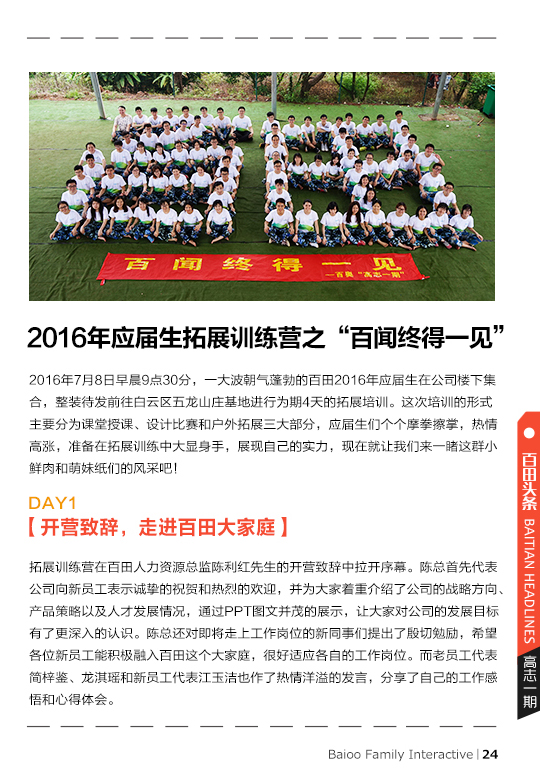 百闻终得一见
—百奥“高志一期”
2016年应届生拓展训练营之“百闻终得一见”
2016年7月8日早晨9点30分，一大波朝气蓬勃的百田2016年应届生在公司楼下集
合，整装待发前往白云区五龙山庄基地进行为期4天的拓展培训。这次培训的形式
主要分为课堂授课、设计比赛和户外拓展三大部分，应届生们个个摩拳擦掌，热情
高涨，准备在拓展训练中大显身手，展现自己的实力，现在就让我们来一睹这群小
鲜肉和萌妹纸们的风采吧！
DAY1
【开营致辞，走进百田大家庭】
拓展训练营在百田人力资源总监陈利红先生的开营致辞中拉开序幕。陈总首先代表
公司向新员工表示诚挚的祝贺和热烈的欢迎，并为大家着重介绍了公司的战略方向、
产品策略以及人才发展情况，通过PPT图文并茂的展示，让大家对公司的发展目标
有了更深入的认识。陈总还对即将走上工作岗位的新同事们提出了殷切勉励，希望
各位新员工能积极融入百田这个大家庭，很好适应各自的工作岗位。而老员工代表
简梓鉴、龙淇瑶和新员工代表江玉洁也作了热情洋溢的发言，分享了自己的工作感
悟和心得体会。
百田头条
BAITIAN HEADLINES
高志一期
Baioo Family Interactive | 24